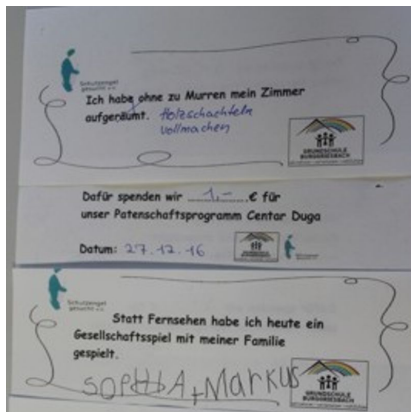 Schutzengel
gesucht e.V.
Ich habe ohne zu Murren mein Zimmer
aufgeräumt. Holzschachteln
vollmachen
GRUNDSCHULE
BURGGRIESBACH
Dafür spenden wir 1,- € für
unser Patenschaftsprogramm Centar Duga
Datum: 27.12.16
Schutzengel
gesucht e.V.
Statt Fernsehen habe ich heute ein
Gesellschaftsspiel mit meiner Familie
gespielt.
SOPHIA + MARKUS
GRUNDSCHULE
BURGGRIESBACH